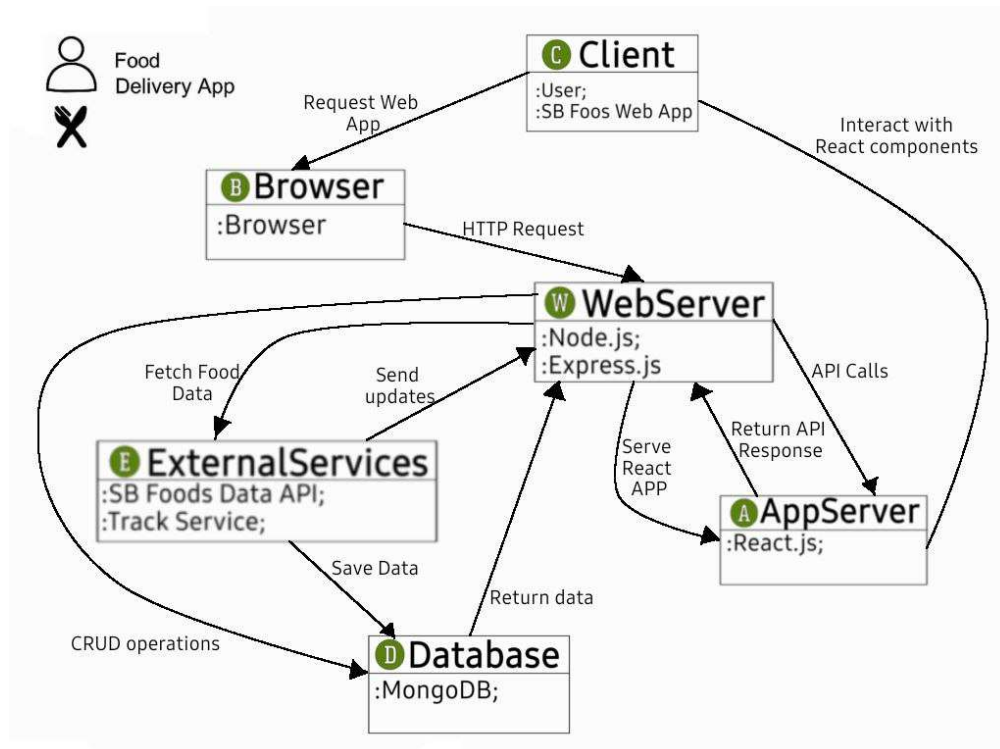 Food
Delivery App
C Client
:User;
:SB Foos Web App
Request Web
App
Interact with
React components
B Browser
:Browser
HTTP Request
W WebServer
:Node.js;
:Express.js
Fetch Food
Data
Send
updates
API Calls
Serve
React
APP
Return API
Response
E ExternalServices
:SB Foods Data API;
:Track Service;
A AppServer
:React.js;
Save Data
Return data
CRUD operations
D Database
:MongoDB;